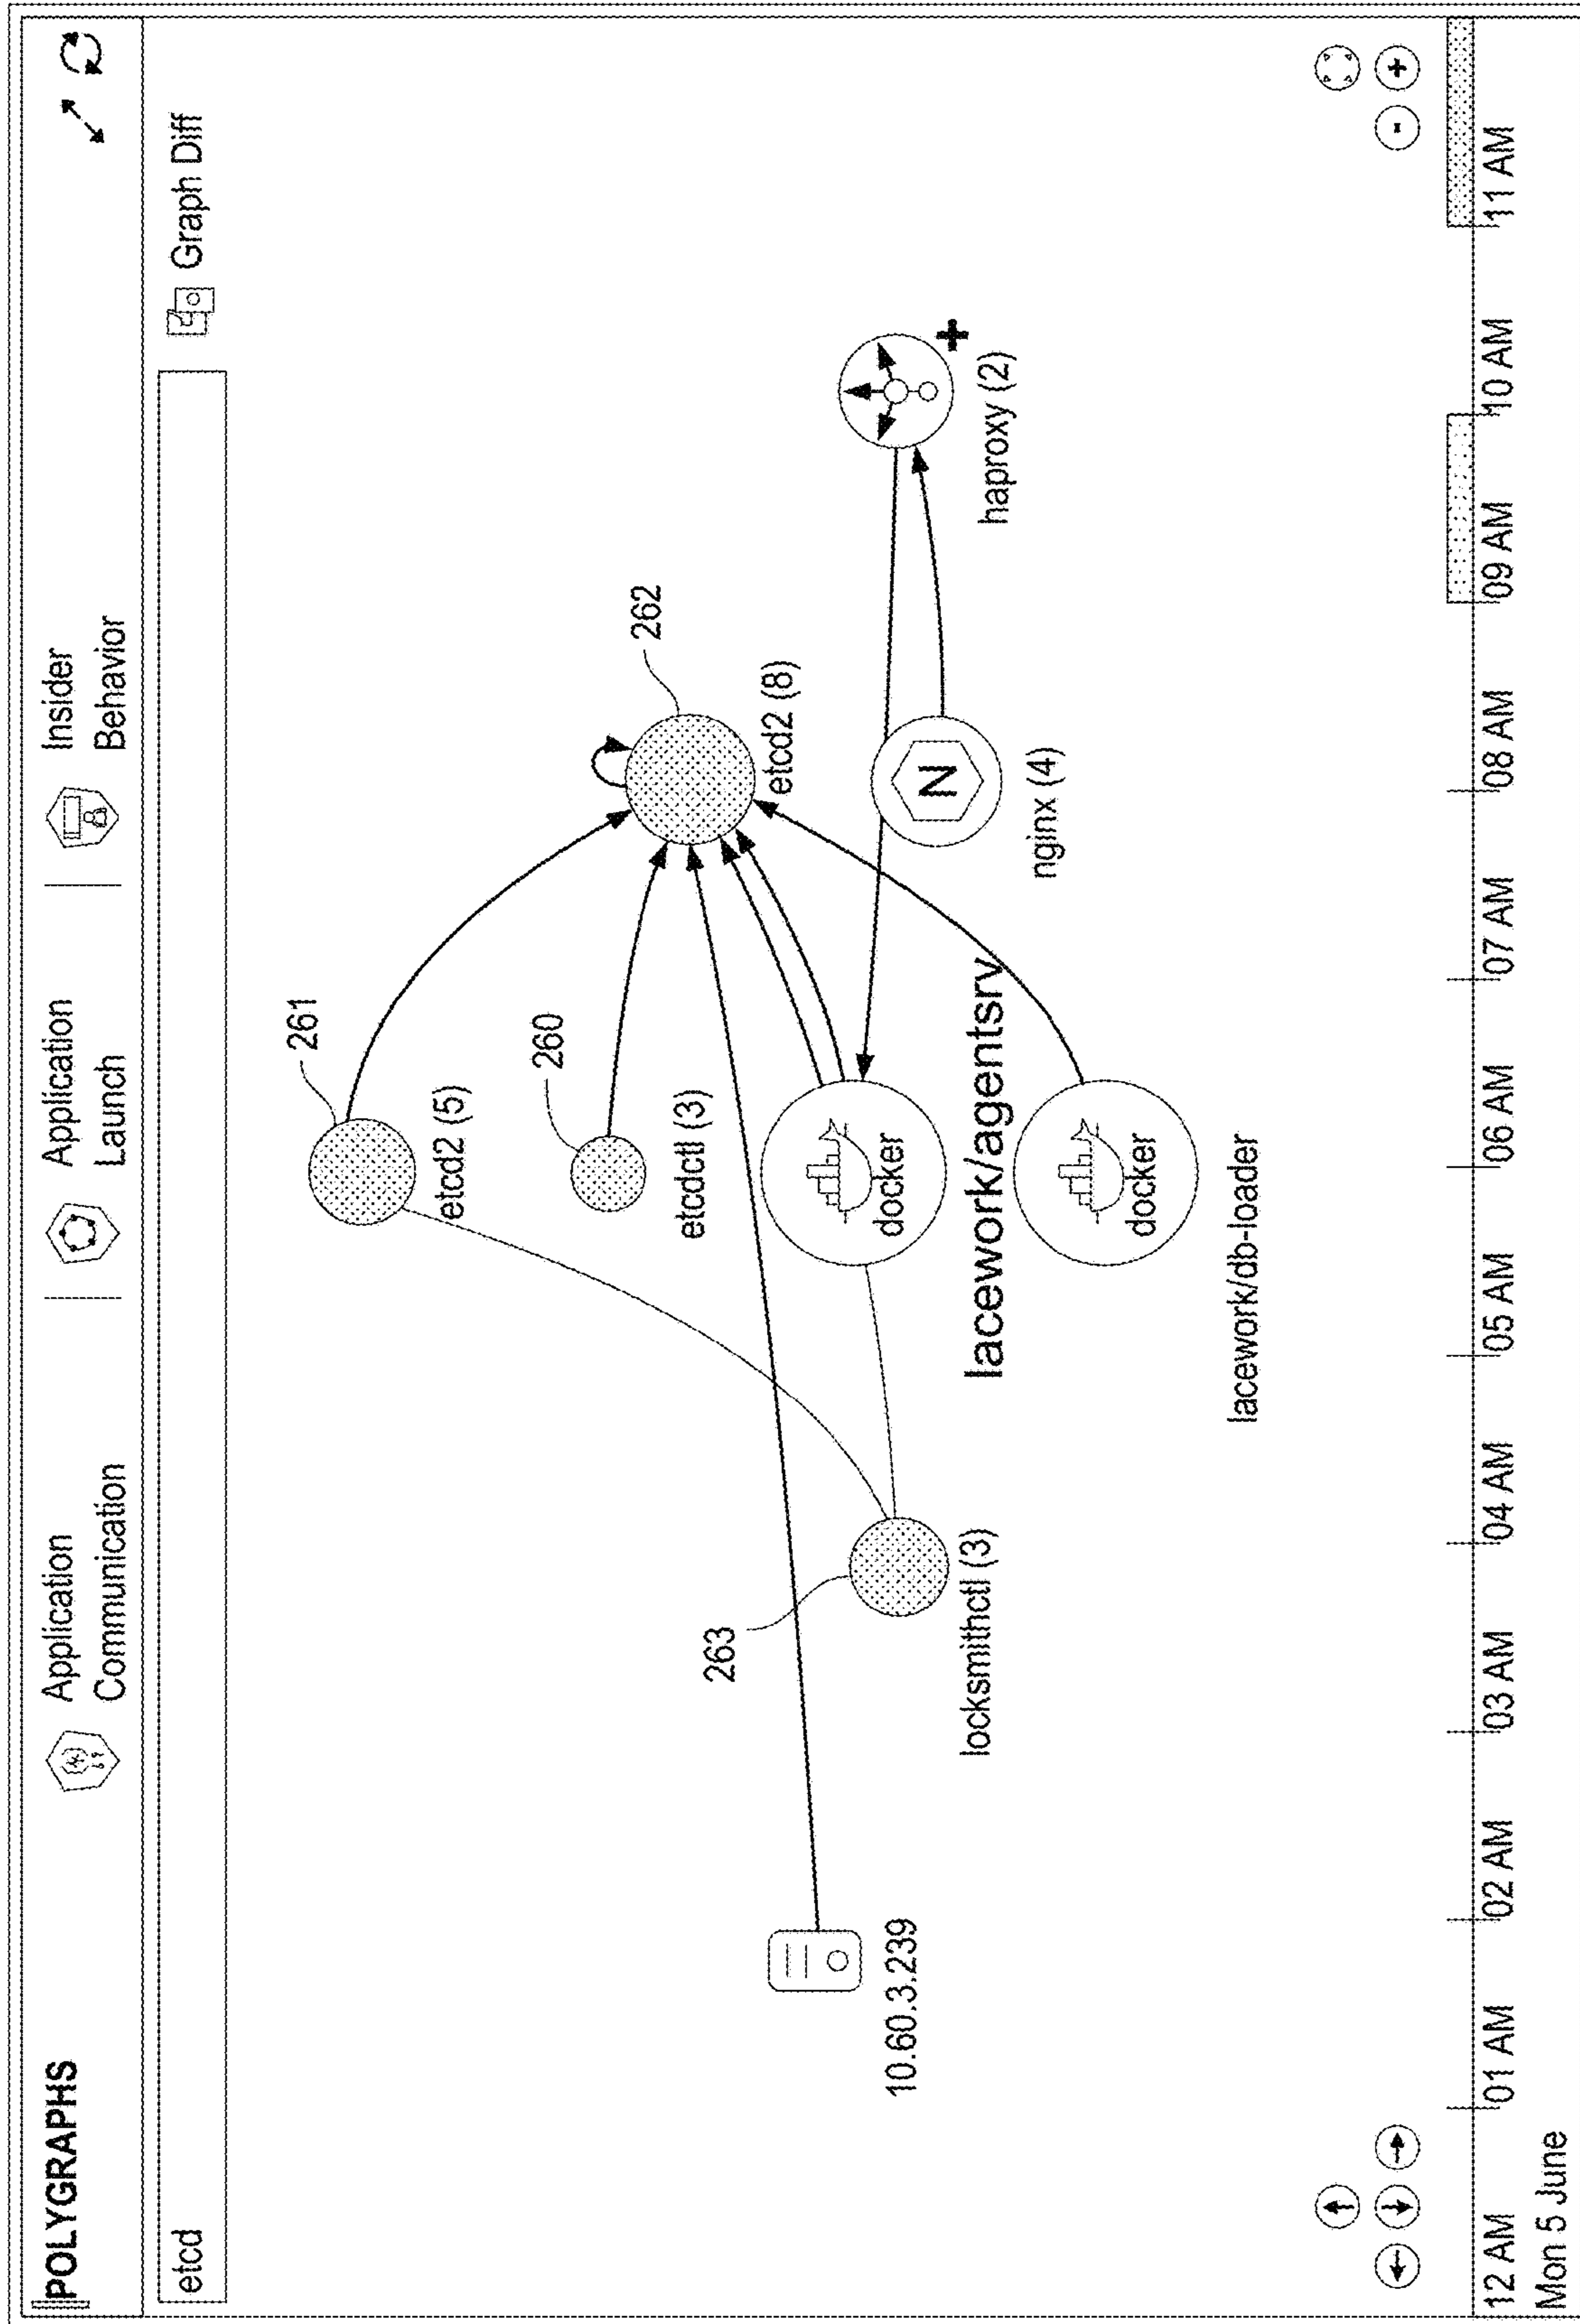 POLYGRAPHS
Application
Communication
Application
Launch
Insider
Behavior
etcd
Graph Diff
261
etcd2 (5)
260
etcdctl (3)
262
etcd2 (8)
263
locksmithctl (3)
10.60.3.239
docker
lacework/agentsrv
docker
lacework/db-loader
N
nginx (4)
haproxy (2)
12 AM
01 AM
02 AM
03 AM
04 AM
05 AM
06 AM
07 AM
08 AM
09 AM
10 AM
11 AM
Mon 5 June